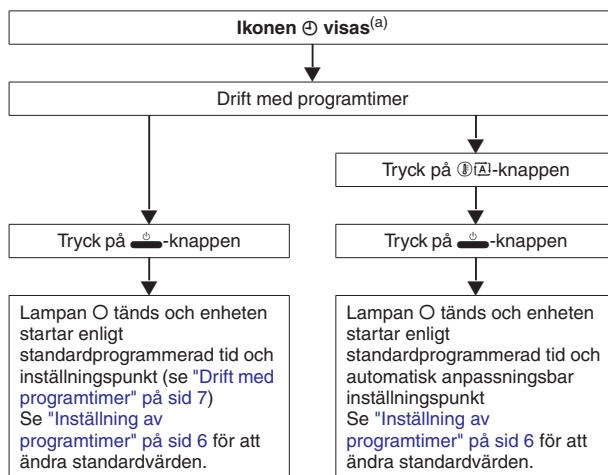 Ikonen ⏲ visas(a)
Drift med programtimer
Tryck på 🌡A-knappen
Tryck på ⏻-knappen
Tryck på ⏻-knappen
Lampan O tänds och enheten
startar enligt
standardprogrammerad tid och
inställningspunkt (se "Drift med
programtimer" på sid 7)
Se "Inställning av
programtimer" på sid 6 för att
ändra standardvärden.
Lampan O tänds och enheten
startar enligt
standardprogrammerad tid och
automatisk anpassningsbar
inställningspunkt
Se "Inställning av
programtimer" på sid 6 för att
ändra standardvärden.